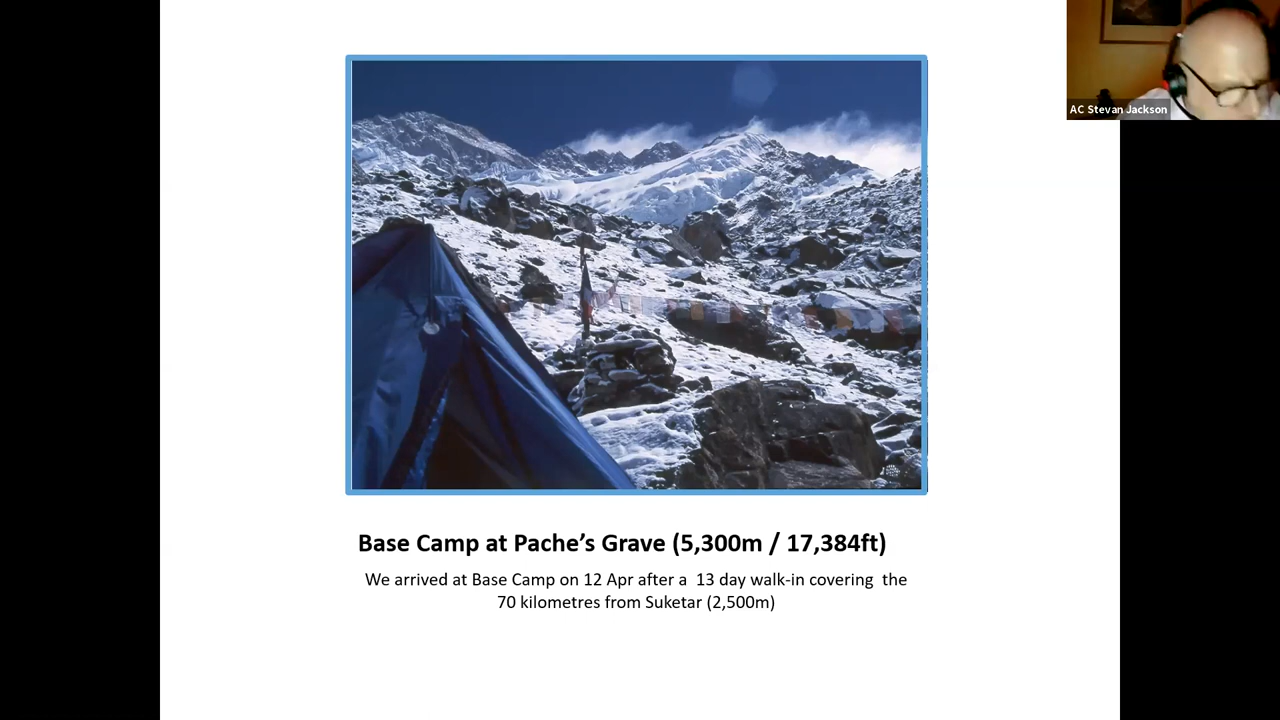 AC Stevan Jackson
Base Camp at Pache’s Grave (5,300m / 17,384ft)
We arrived at Base Camp on 12 Apr after a  13 day walk-in covering  the
70 kilometres from Suketar (2,500m)